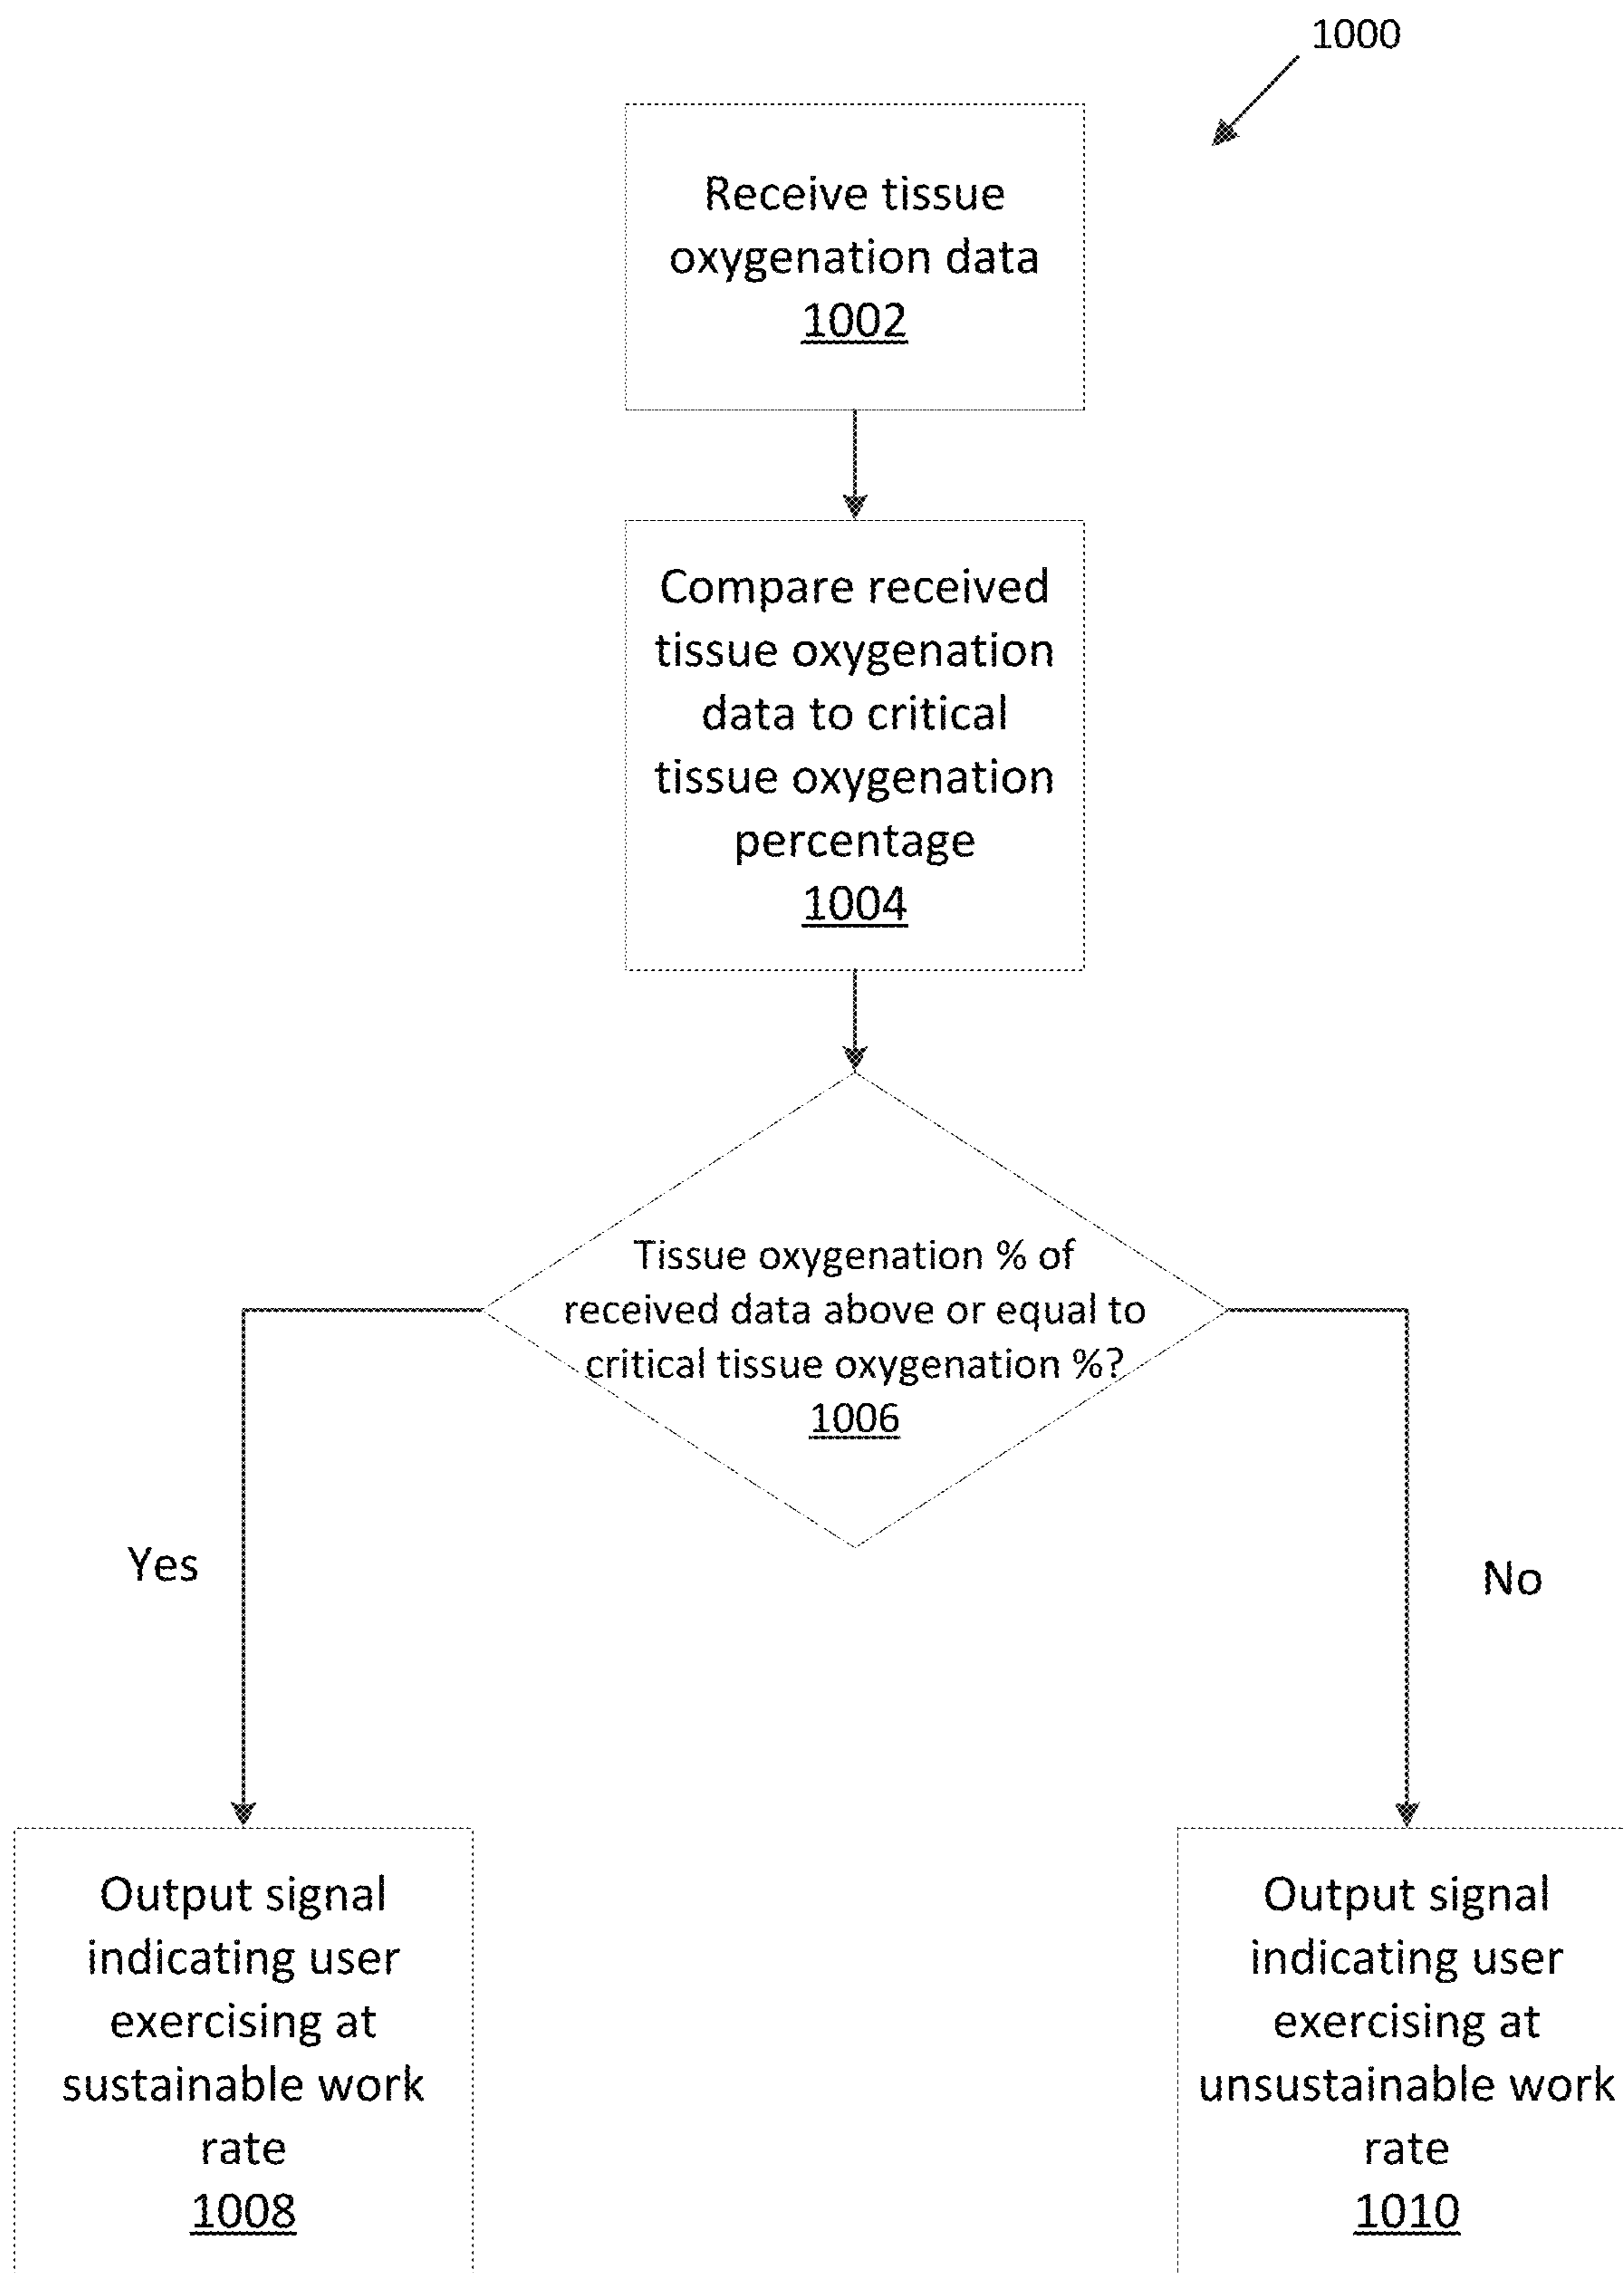 1000
Receive tissue
oxygenation data
1002
Compare received
tissue oxygenation
data to critical
tissue oxygenation
percentage
1004
Tissue oxygenation % of
received data above or equal to
critical tissue oxygenation %?
1006
Yes
No
Output signal
indicating user
exercising at
sustainable work
rate
1008
Output signal
indicating user
exercising at
unsustainable work
rate
1010